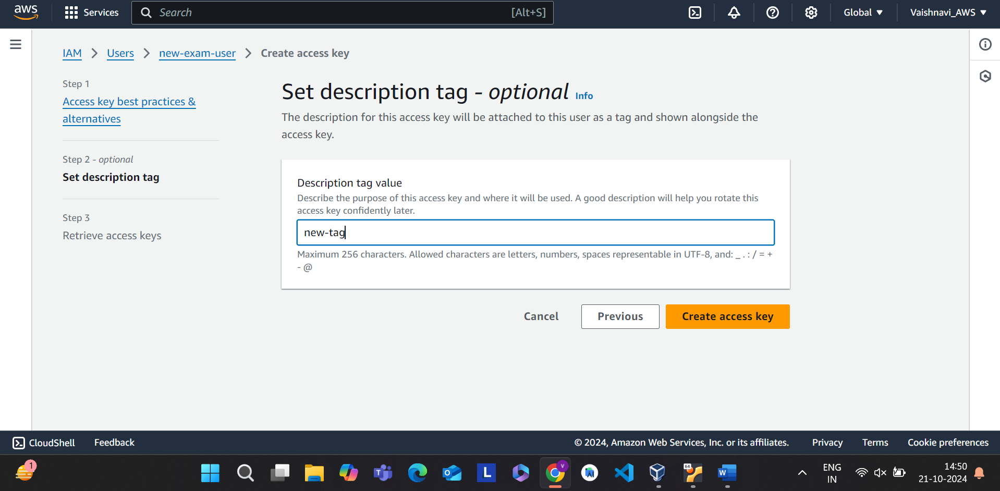 aws
Services
Search
[Alt+S]
Global
Vaishnavi_AWS
IAM
Users
new-exam-user
Create access key
Step 1
Access key best practices &
alternatives
Step 2 - optional
Set description tag
Step 3
Retrieve access keys
Set description tag - optional Info
The description for this access key will be attached to this user as a tag and shown alongside the
access key.
Description tag value
Describe the purpose of this access key and where it will be used. A good description will help you rotate this
access key confidently later.
new-tag
Maximum 256 characters. Allowed characters are letters, numbers, spaces representable in UTF-8, and: _ . : / = +
- @
Cancel
Previous
Create access key
CloudShell
Feedback
© 2024, Amazon Web Services, Inc. or its affiliates.
Privacy
Terms
Cookie preferences
1
T
O
L
V
AI
64
W
ENG
IN
14:50
21-10-2024